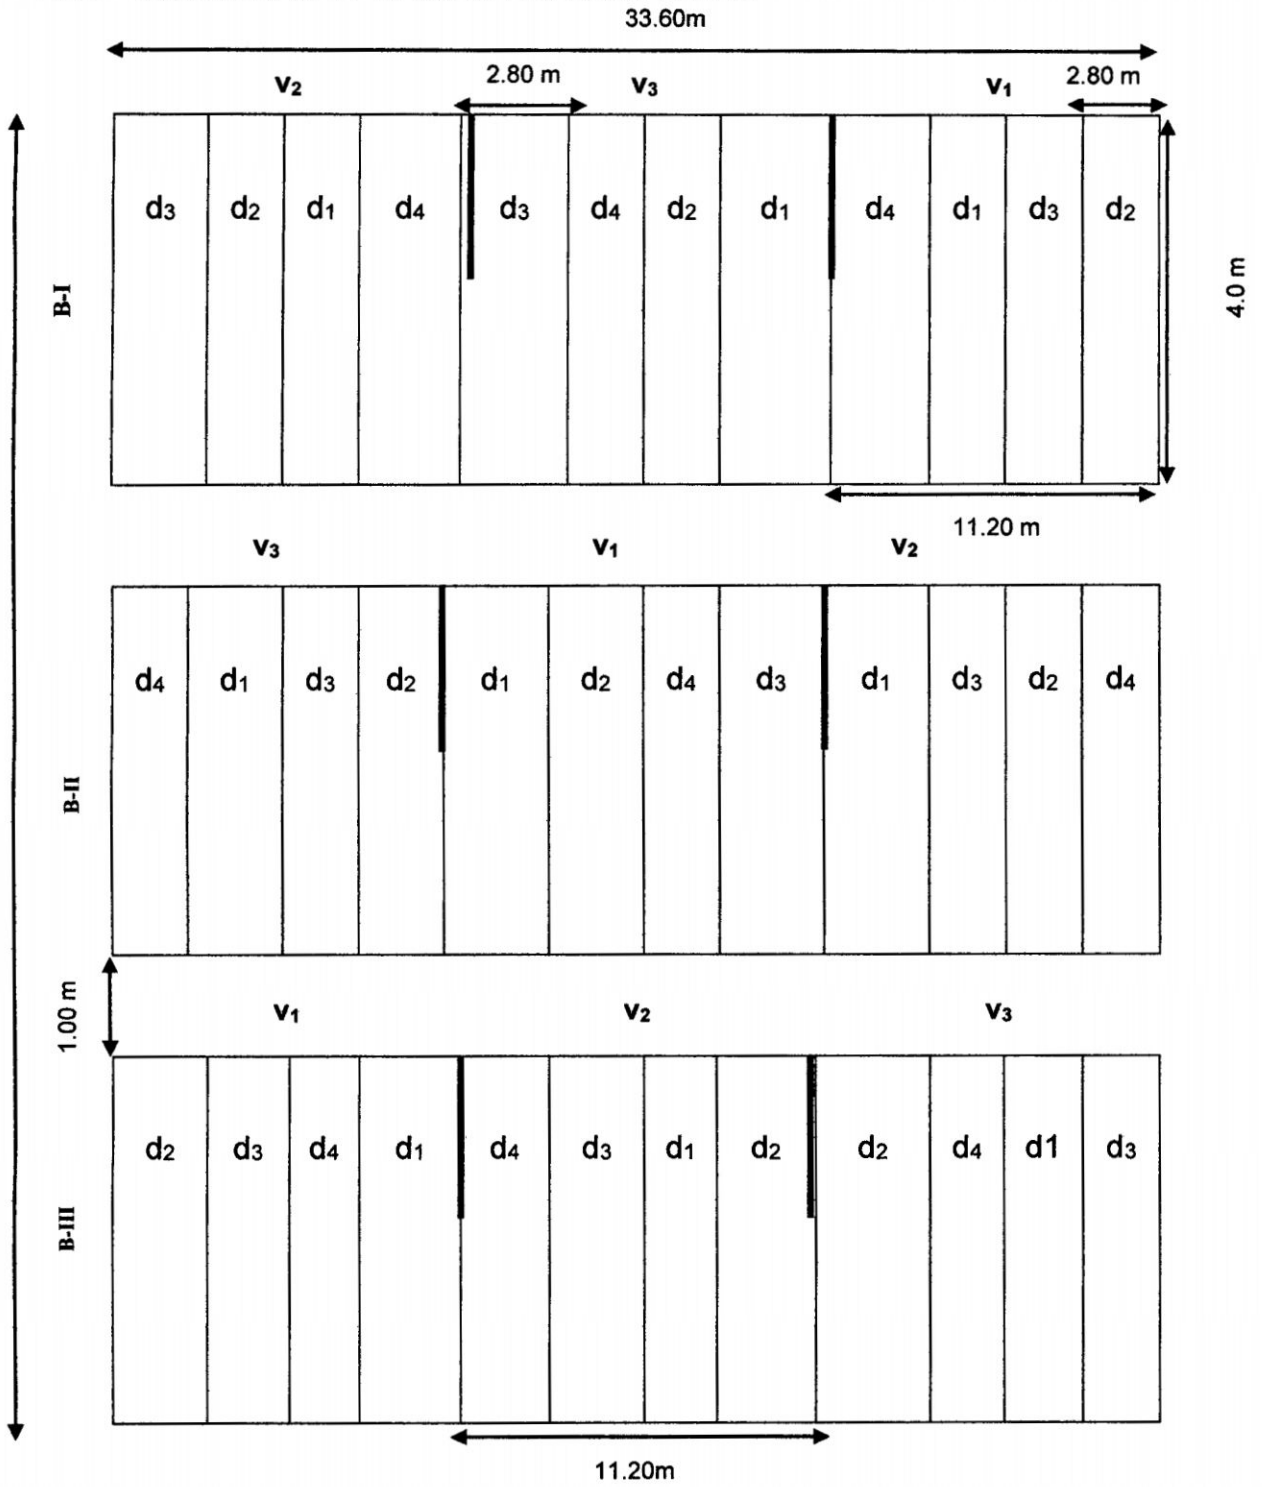 33.60m
v₂ 2.80 m v₃ v₁ 2.80 m
d₃ d₂ d₁ d₄ d₃ d₄ d₂ d₁ d₄ d₁ d₃ d₂
B-I
4.0 m
11.20 m
v₃ v₁ v₂
d₄ d₁ d₃ d₂ d₁ d₂ d₄ d₃ d₁ d₃ d₂ d₄
B-II
1.00 m
v₁ v₂ v₃
d₂ d₃ d₄ d₁ d₄ d₃ d₁ d₂ d₂ d₄ d1 d₃
B-III
11.20m